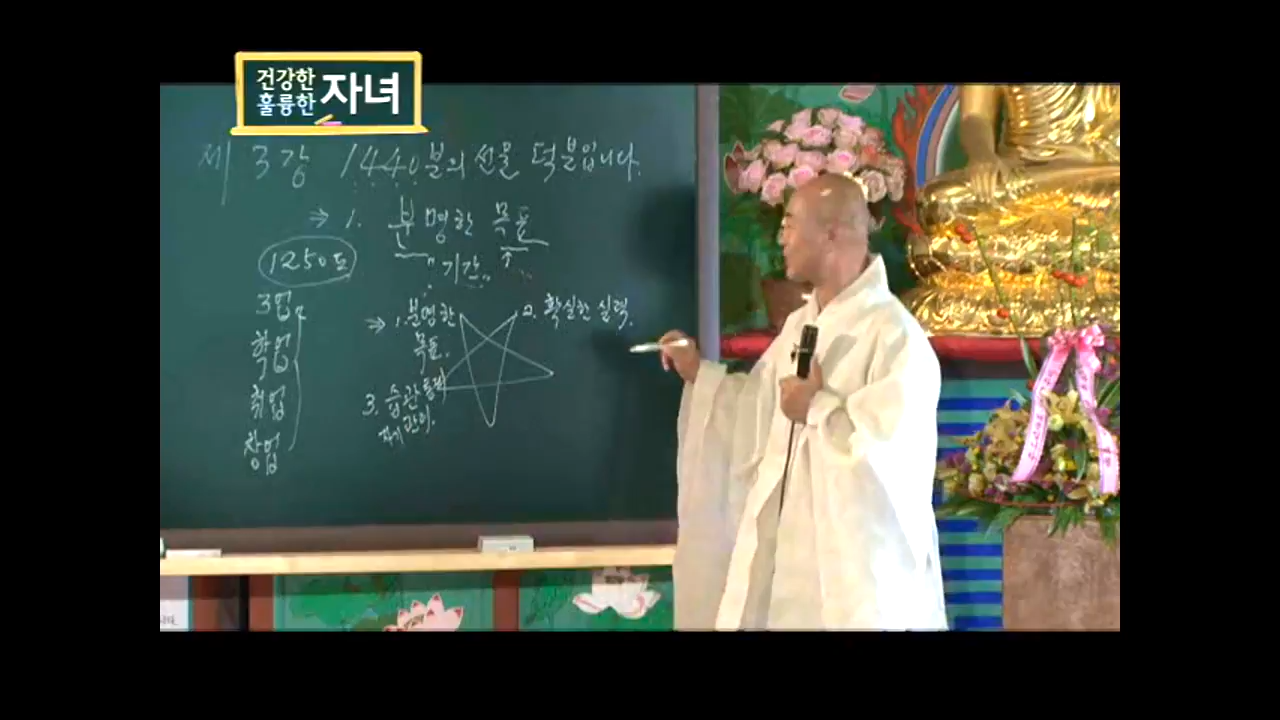 건강한
훌륭한 자녀
제 3강 1440분의 선물 덕분입니다.
⇒ 1. 분명한 목표
" 기간
1250도
3업
학업
취업
창업
⇒ 1. 분명한
목표.
2. 확실한 실력.
3. 습관